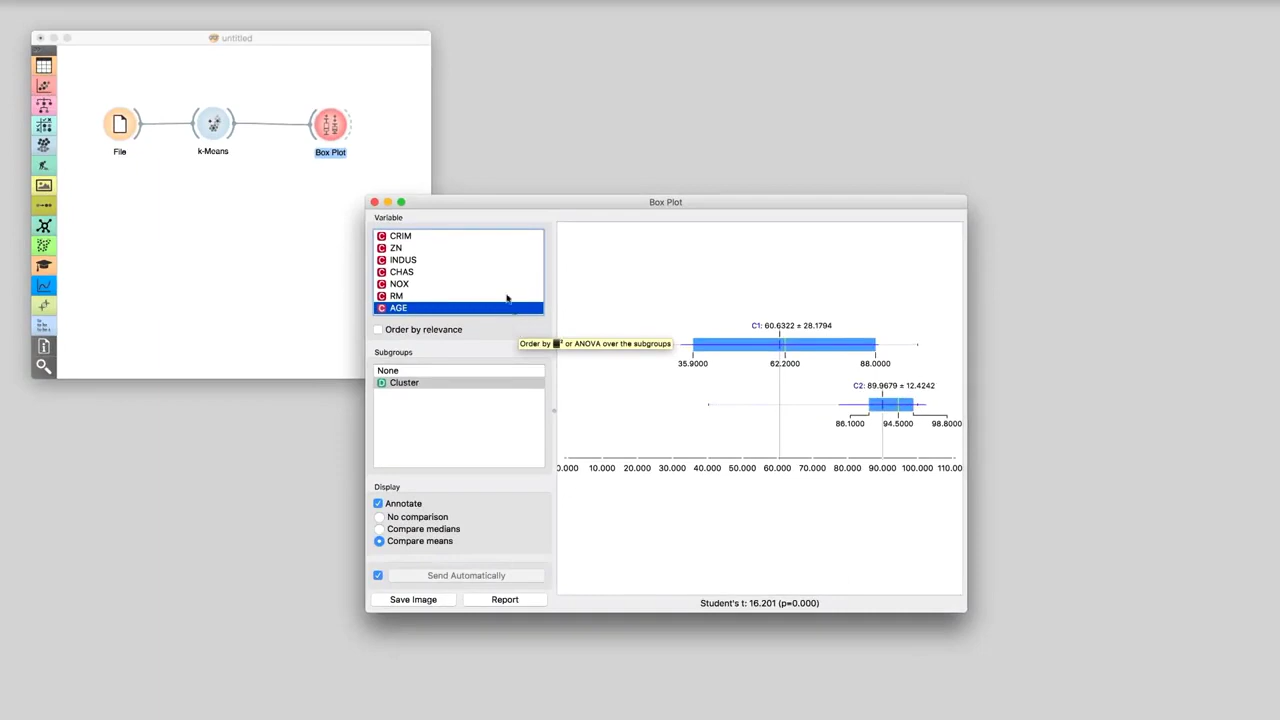 untitled
File
k-Means
Box Plot
Box Plot
Variable
C CRIM
C ZN
C INDUS
C CHAS
C NOX
C RM
C AGE
Order by relevance
Subgroups
None
D Cluster
Display
Annotate
No comparison
Compare medians
Compare means
Send Automatically
Save Image
Report
Order by ² or ANOVA over the subgroups
C1: 60.6322 ± 28.1794
35.9000 62.2000 88.0000
C2: 89.9679 ± 12.4242
86.1000 94.5000 98.8000
0.000 10.000 20.000 30.000 40.000 50.000 60.000 70.000 80.000 90.000 100.000 110.00
Student's t: 16.201 (p=0.000)